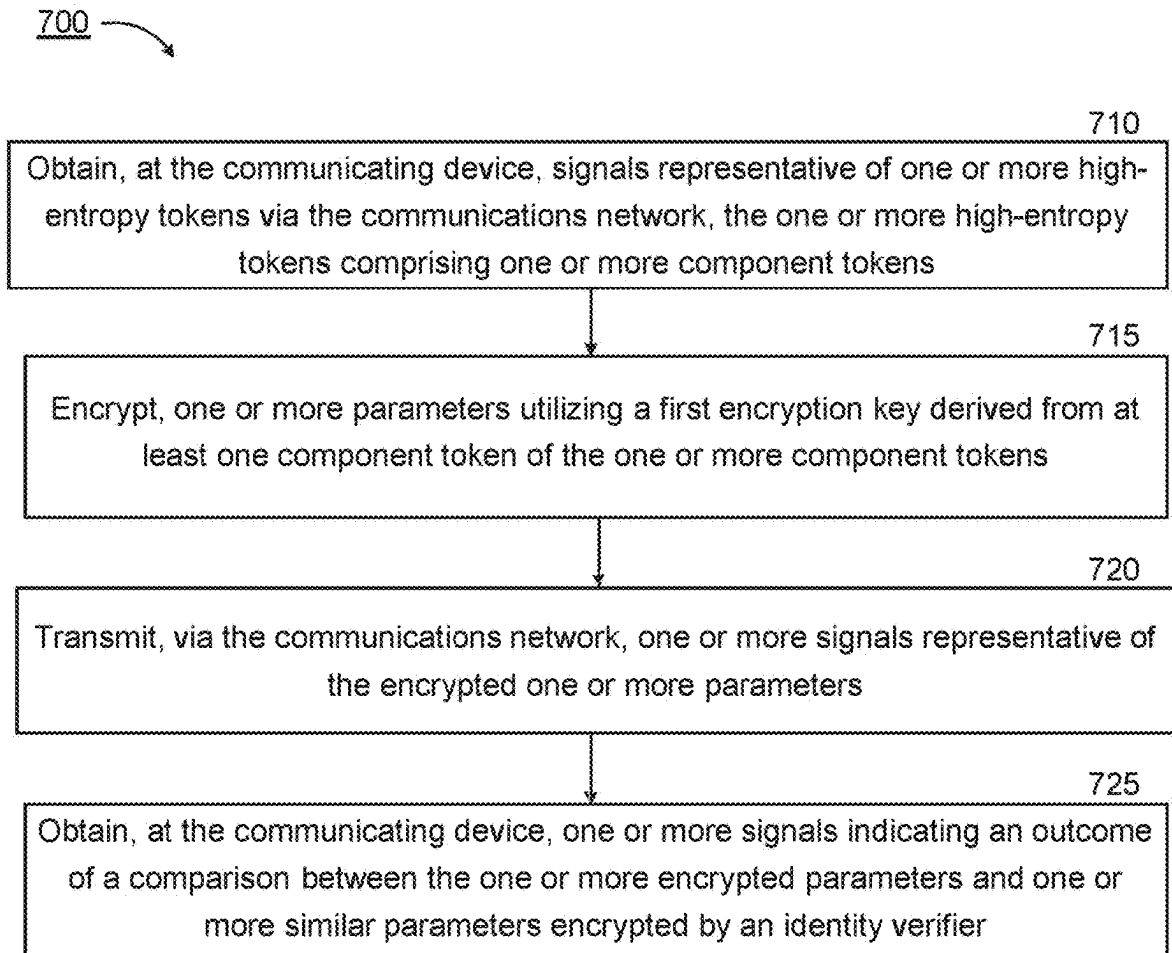 700
710
Obtain, at the communicating device, signals representative of one or more high-
entropy tokens via the communications network, the one or more high-entropy
tokens comprising one or more component tokens
715
Encrypt, one or more parameters utilizing a first encryption key derived from at
least one component token of the one or more component tokens
720
Transmit, via the communications network, one or more signals representative of
the encrypted one or more parameters
725
Obtain, at the communicating device, one or more signals indicating an outcome
of a comparison between the one or more encrypted parameters and one or
more similar parameters encrypted by an identity verifier